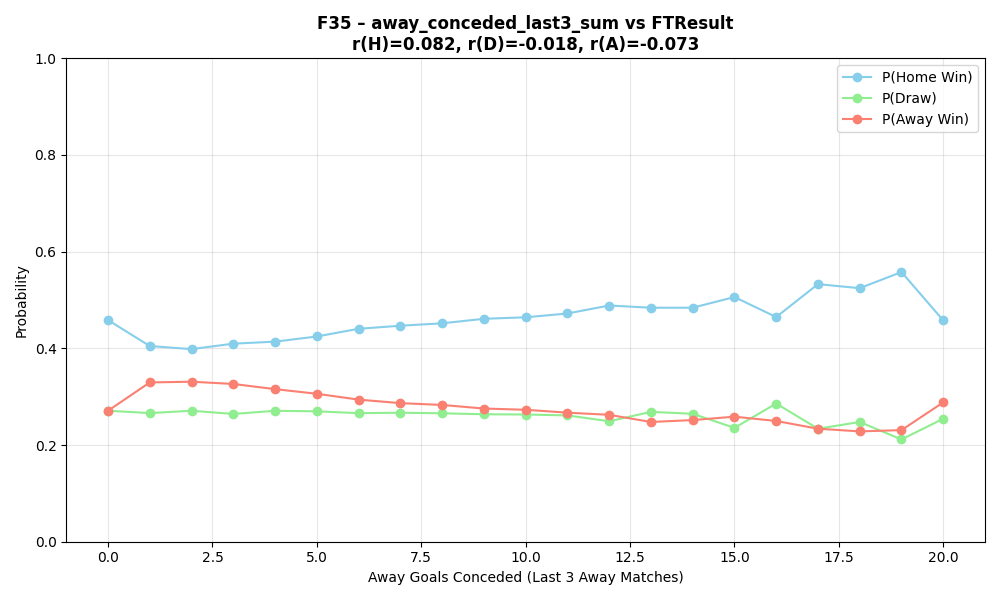 F35 – away_conceded_last3_sum vs FTResult
r(H)=0.082, r(D)=-0.018, r(A)=-0.073
P(Home Win)
P(Draw)
P(Away Win)
Probability
1.0
0.8
0.6
0.4
0.2
0.0
0.0 2.5 5.0 7.5 10.0 12.5 15.0 17.5 20.0
Away Goals Conceded (Last 3 Away Matches)